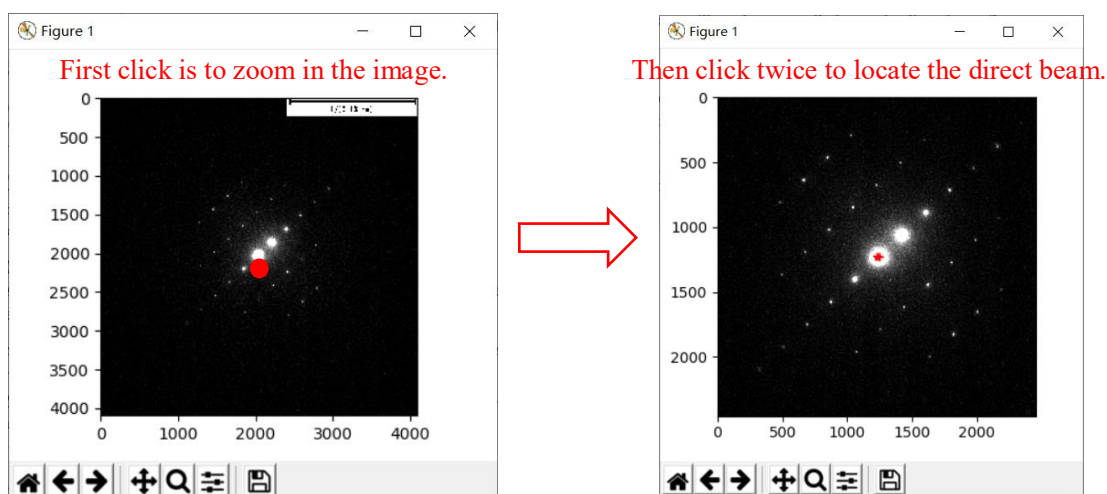 Figure 1
First click is to zoom in the image.
0
500
1000
1500
2000
2500
3000
3500
4000
0 1000 2000 3000 4000
Figure 1
Then click twice to locate the direct beam.
0
500
1000
1500
2000
0 500 1000 1500 2000